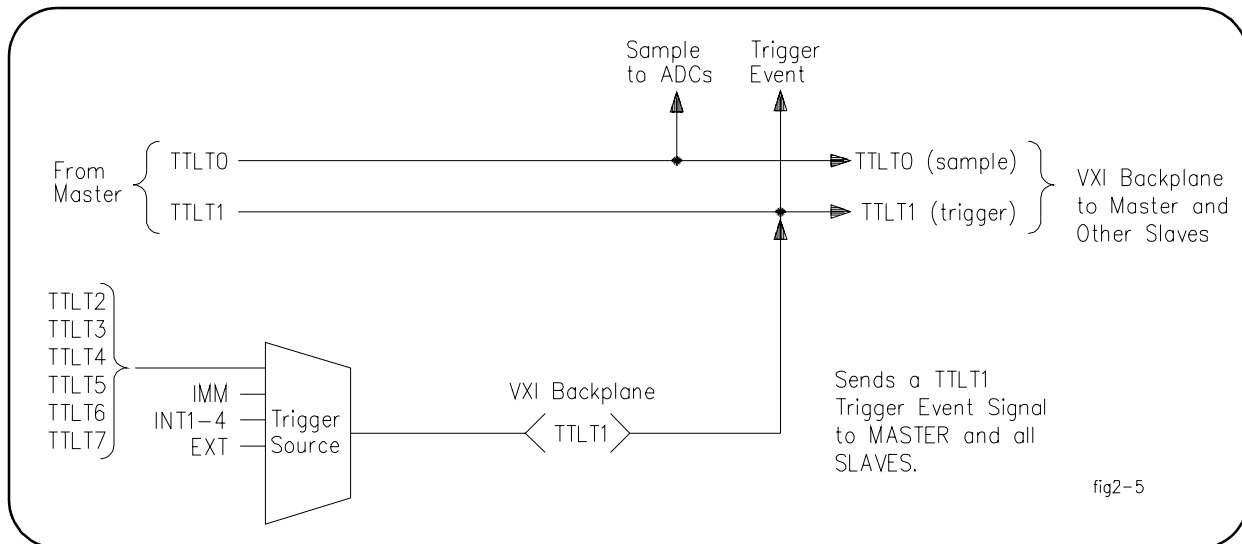 Sample
to ADCs
Trigger
Event
From
Master
TTLT0
TTLT1
TTLT0 (sample)
TTLT1 (trigger)
VXI Backplane
to Master and
Other Slaves
TTLT2
TTLT3
TTLT4
TTLT5
TTLT6
TTLT7
IMM
INT1-4
EXT
Trigger
Source
VXI Backplane
TTLT1
Sends a TTLT1
Trigger Event Signal
to MASTER and all
SLAVES.
fig2-5